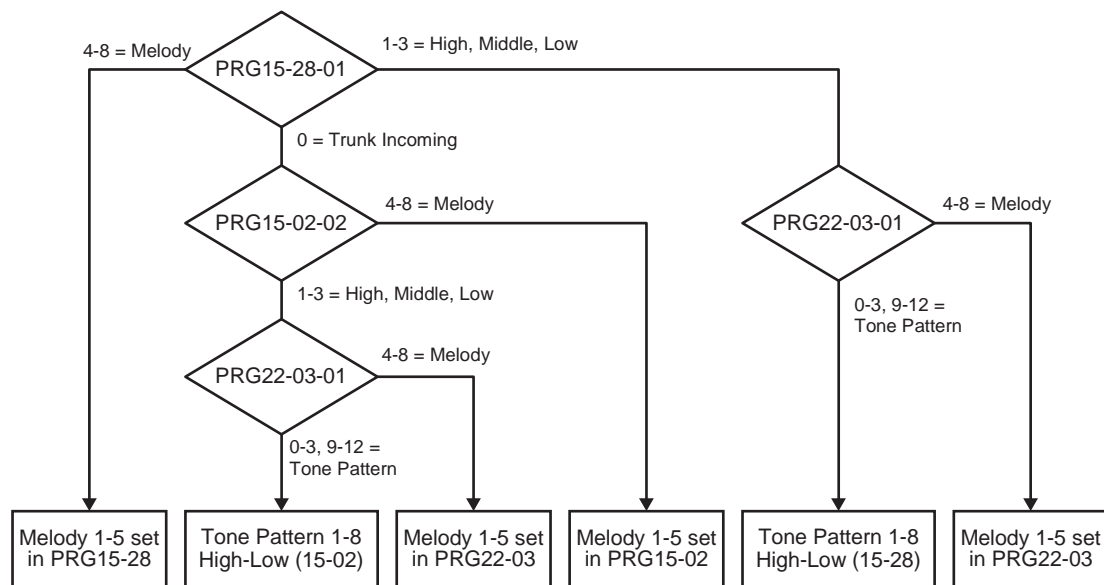 4-8 = Melody
1-3 = High, Middle, Low
PRG15-28-01
0 = Trunk Incoming
PRG15-02-02
4-8 = Melody
PRG22-03-01
4-8 = Melody
1-3 = High, Middle, Low
0-3, 9-12 =
Tone Pattern
PRG22-03-01
4-8 = Melody
0-3, 9-12 =
Tone Pattern
Melody 1-5 set
in PRG15-28
Tone Pattern 1-8
High-Low (15-02)
Melody 1-5 set
in PRG22-03
Melody 1-5 set
in PRG15-02
Tone Pattern 1-8
High-Low (15-28)
Melody 1-5 set
in PRG22-03